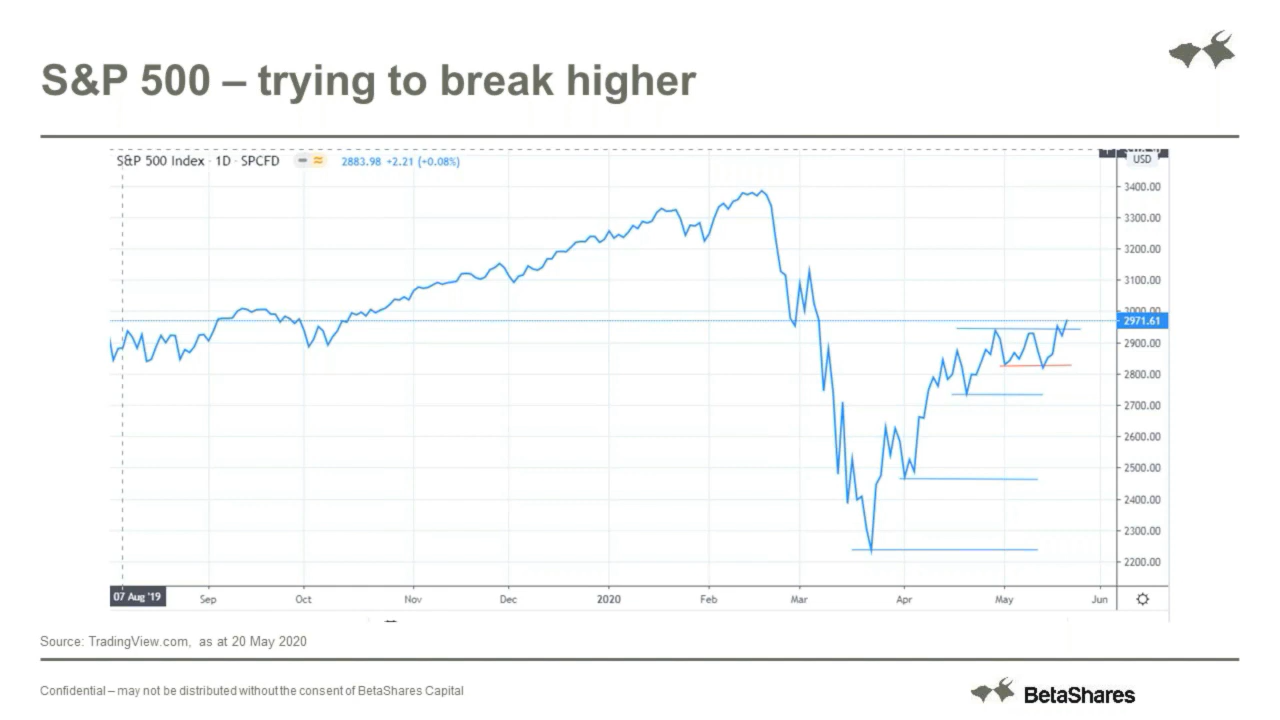 S&P 500 – trying to break higher
S&P 500 Index · 1D · SPCFD 2883.98 +2.21 (+0.08%)
USD
3400.00
3300.00
3200.00
3100.00
3000.00
2971.61
2900.00
2800.00
2700.00
2600.00
2500.00
2400.00
2300.00
2200.00
07 Aug '19 Sep Oct Nov Dec 2020 Feb Mar Apr May Jun
Source: TradingView.com, as at 20 May 2020
Confidential – may not be distributed without the consent of BetaShares Capital
BetaShares